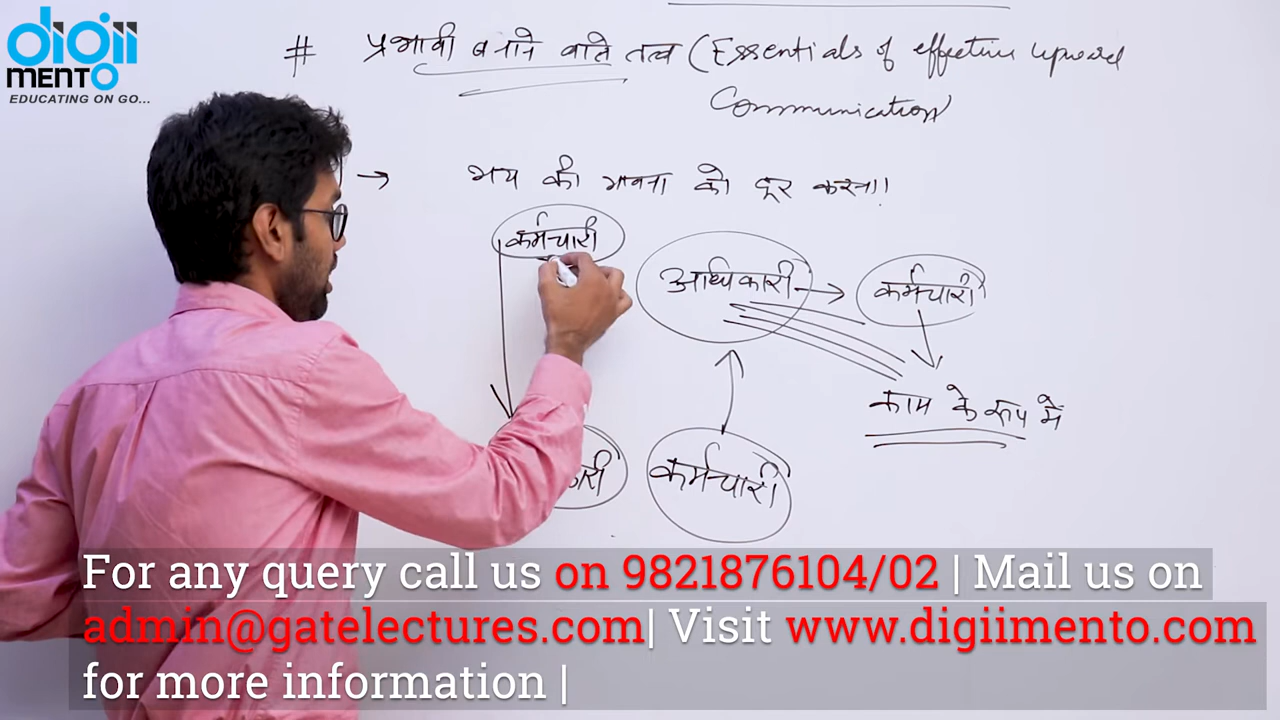 digii
MENTO
EDUCATING ON GO...
# प्रभावी बनाने वाले तत्व (Essentials of effective upward
Communication)
→ भय की भावना को दूर करना।।
कर्मचारी
अधिकारी → कर्मचारी
काम के रूप में
कर्मचारी
For any query call us on 9821876104/02 | Mail us on
admin@gatelectures.com| Visit www.digiimento.com
for more information |